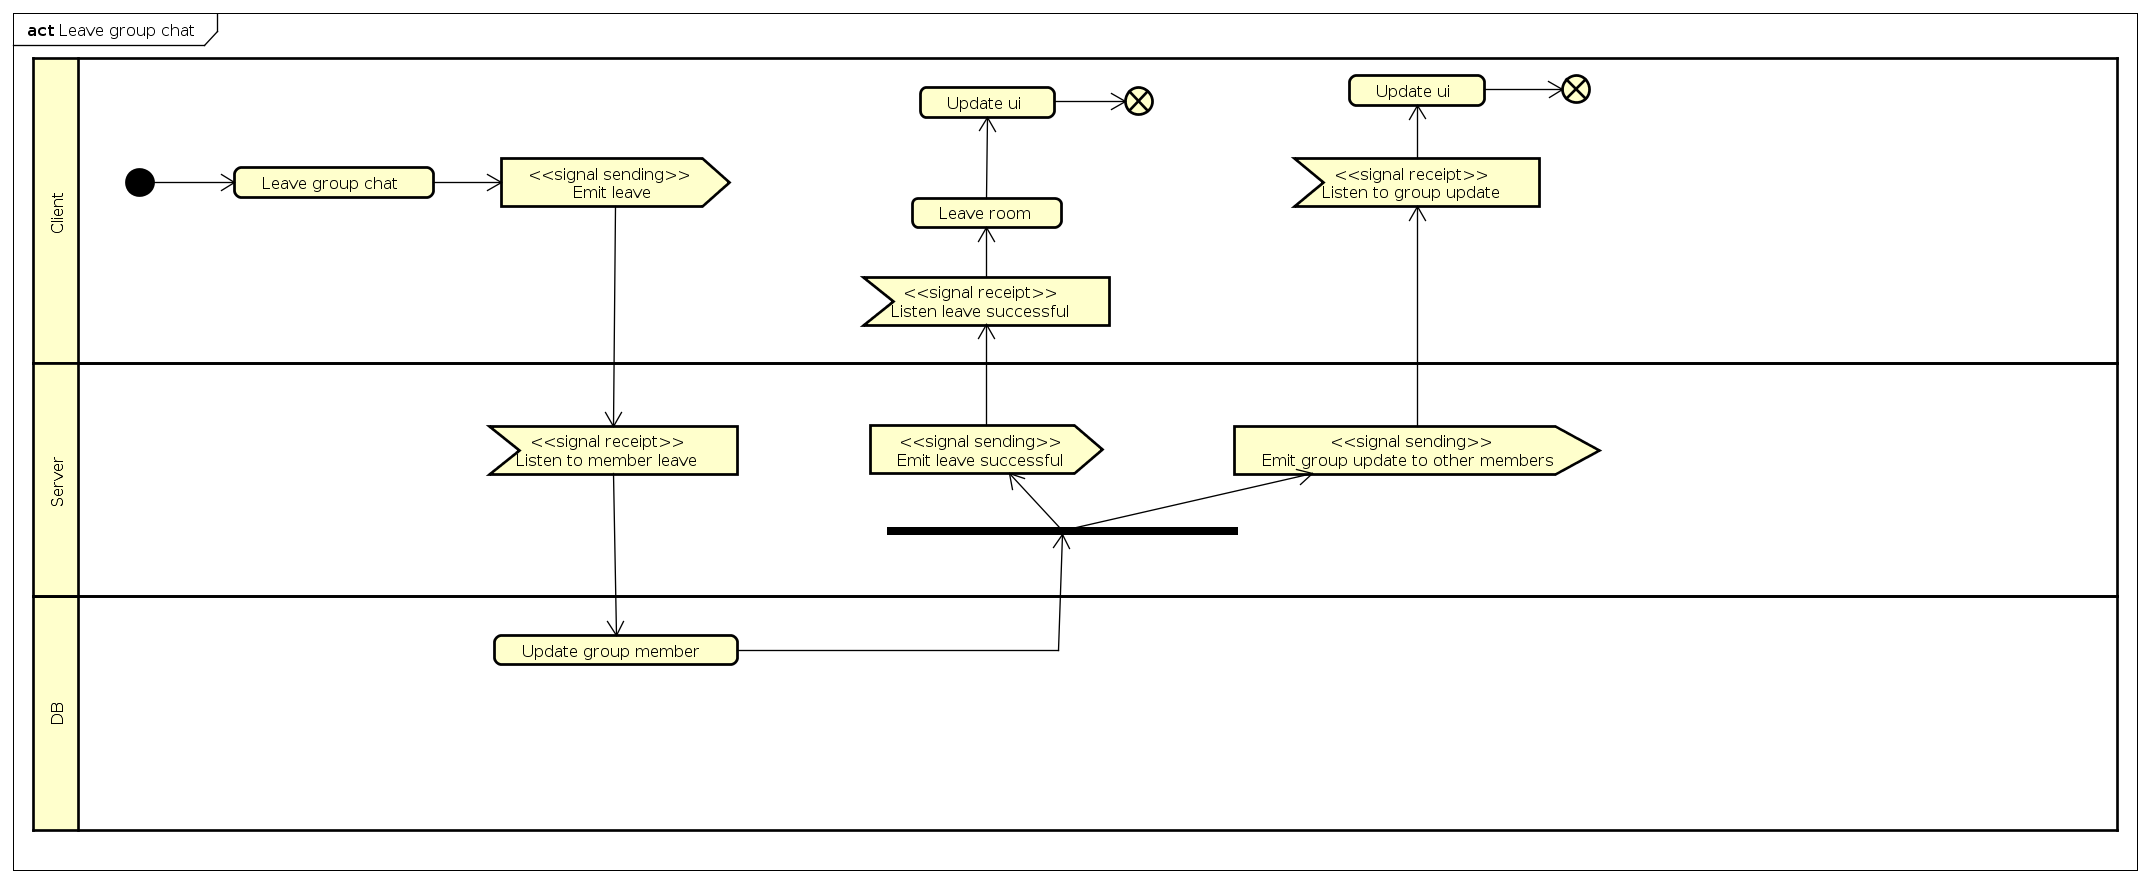 act Leave group chat
Client
Update ui
Update ui
Leave group chat
<<signal sending>>
Emit leave
<<signal receipt>>
Listen to group update
Leave room
<<signal receipt>>
Listen leave successful
Server
<<signal receipt>>
Listen to member leave
<<signal sending>>
Emit leave successful
<<signal sending>>
Emit group update to other members
DB
Update group member